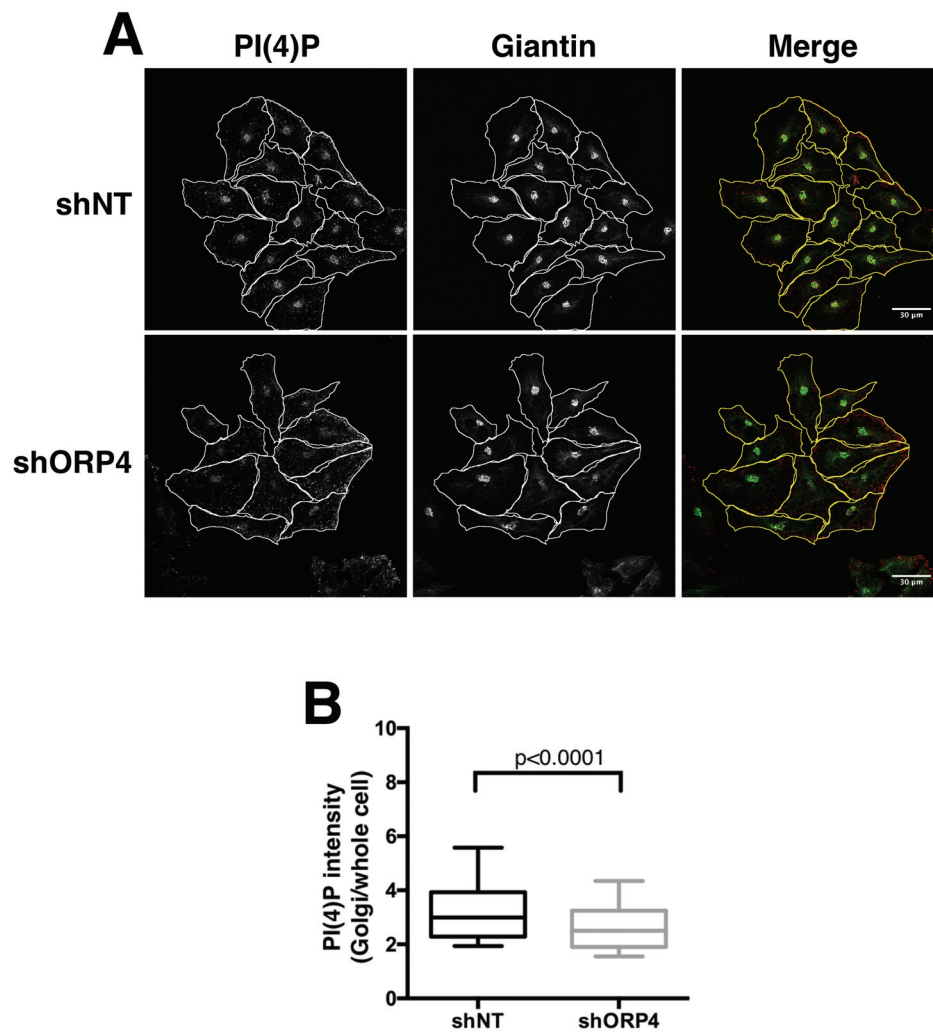 A
PI(4)P Giantin Merge
shNT
30 µm
shORP4
30 µm
B
10
p<0.0001
8
6
4
2
0
PI(4)P intensity
(Golgi/whole cell)
shNT shORP4